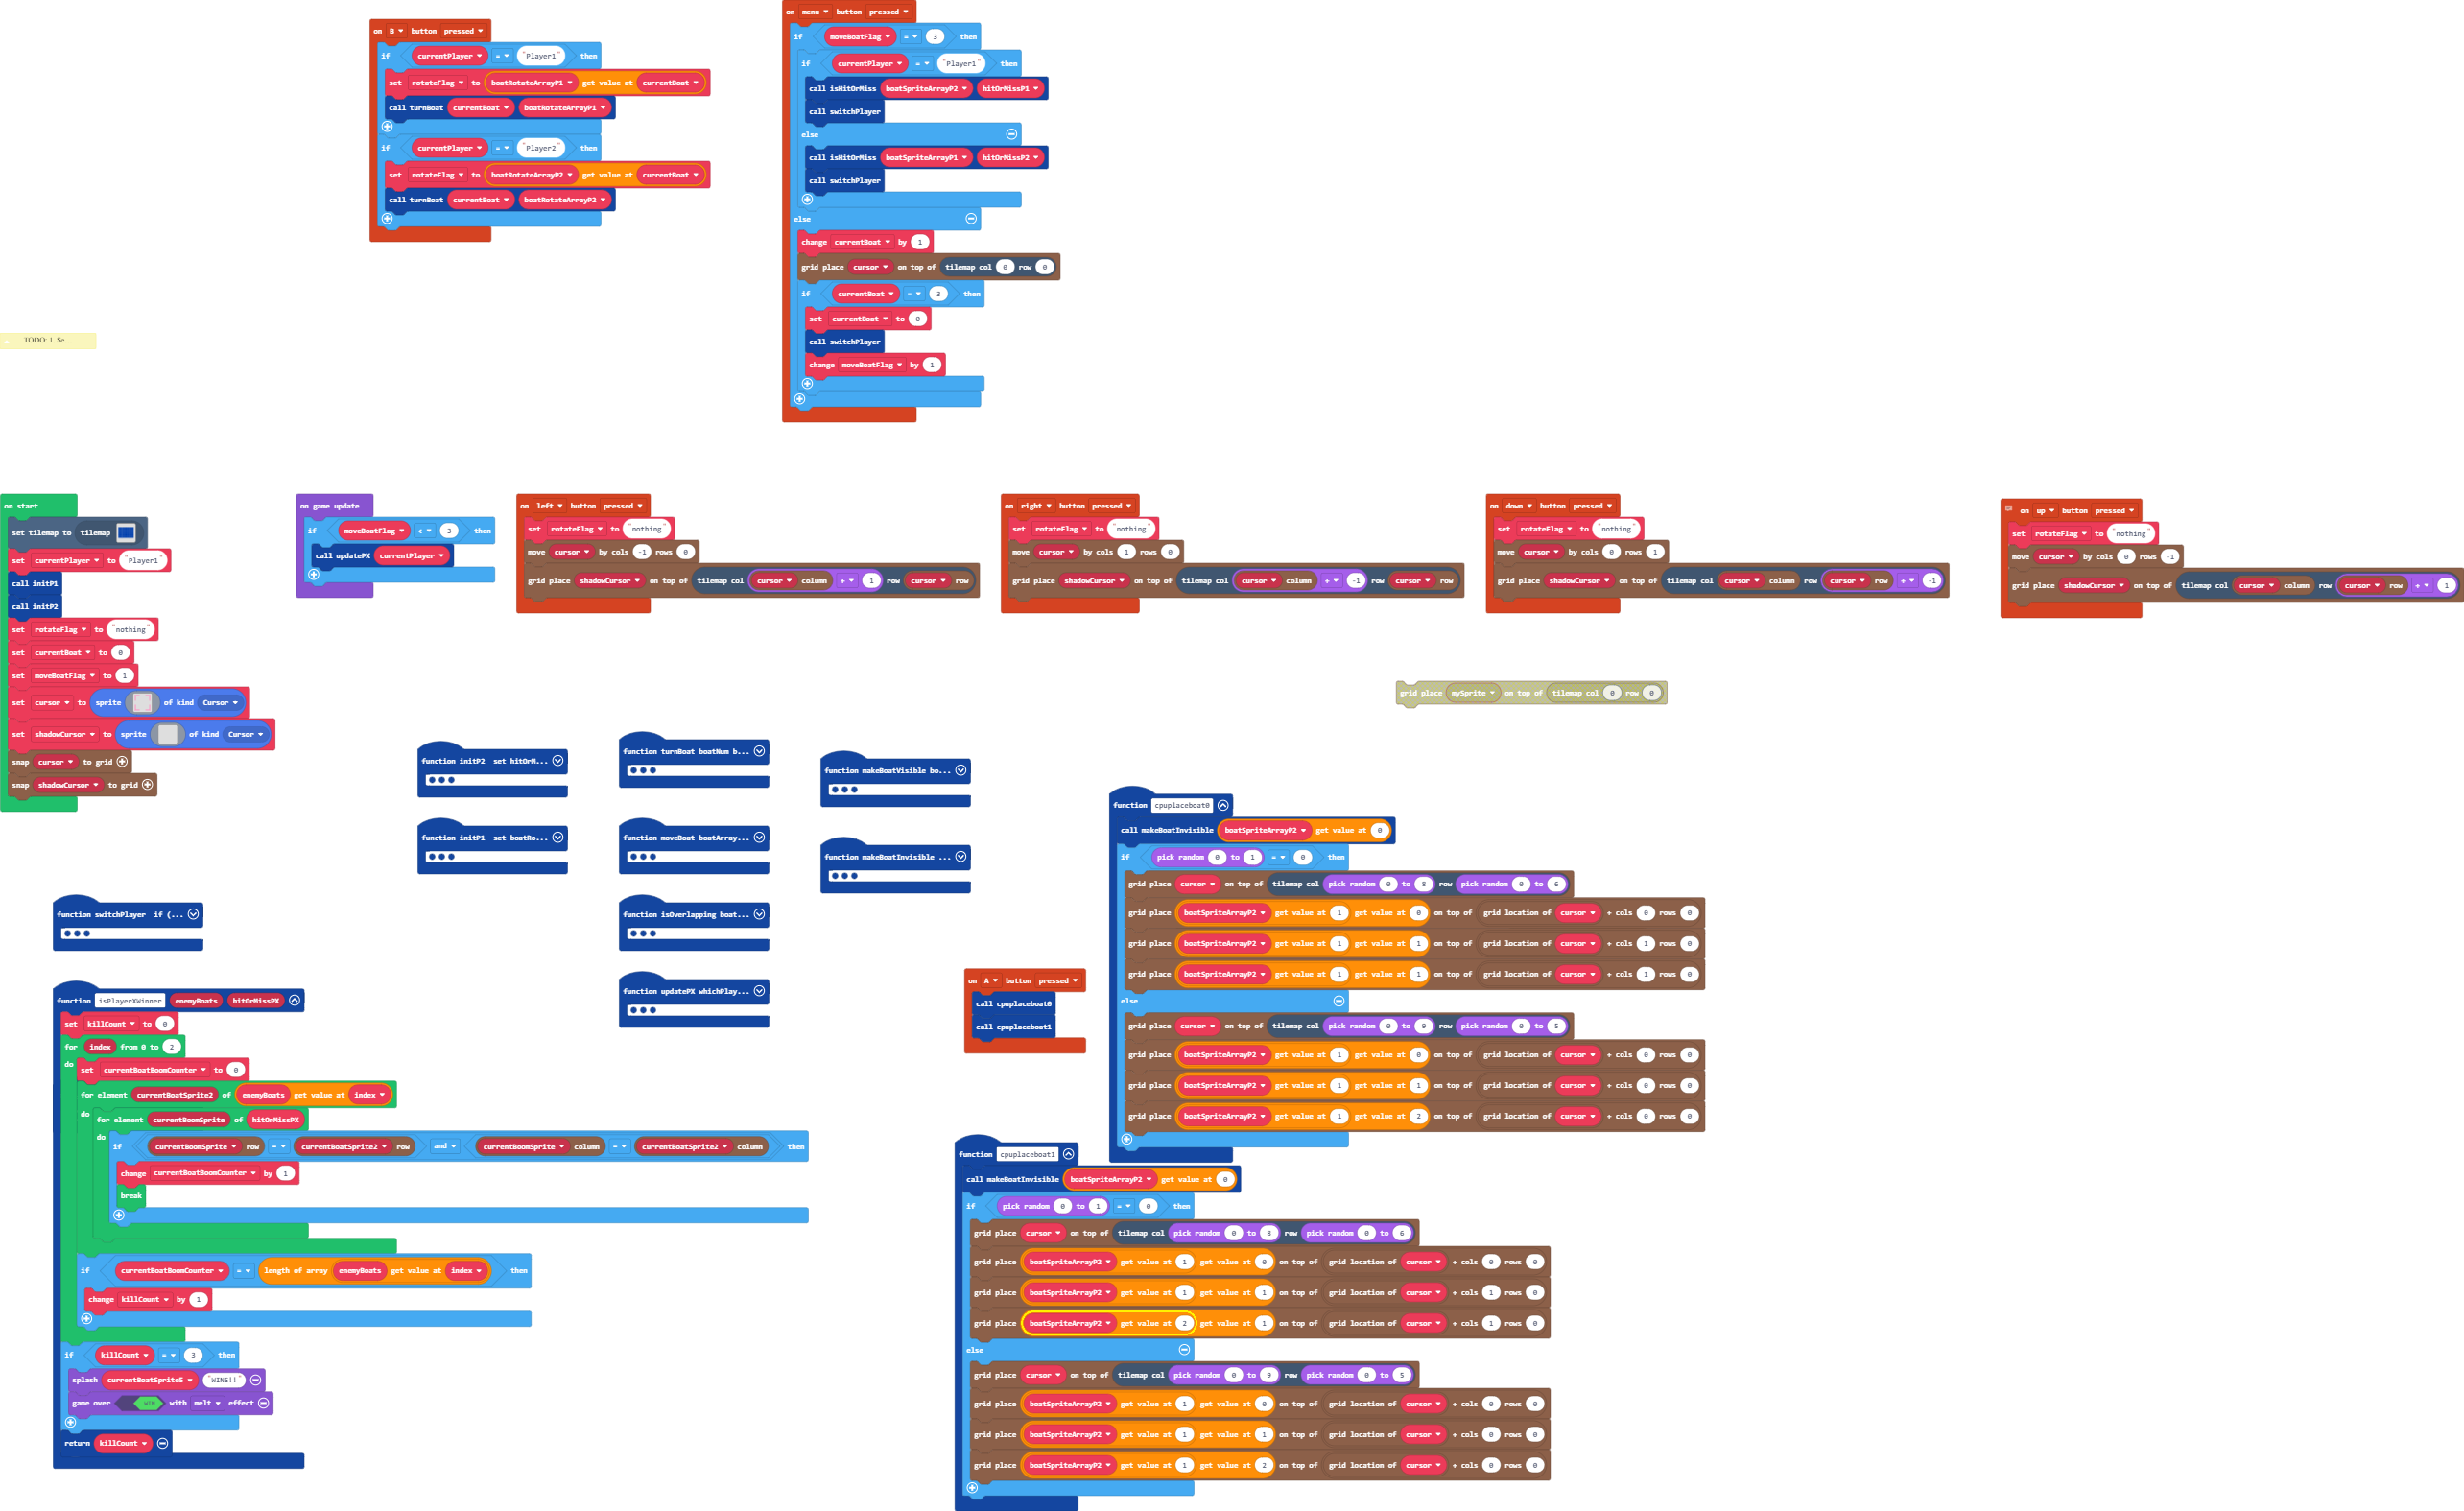 on B button pressed
if currentPlayer = "Player1" then
set rotateFlag to boatRotateArrayP1 get value at currentBoat
call turnBoat currentBoat boatRotateArrayP1
if currentPlayer = "Player2" then
set rotateFlag to boatRotateArrayP2 get value at currentBoat
call turnBoat currentBoat boatRotateArrayP2
on menu button pressed
if moveBoatFlag = 3 then
if currentPlayer = "Player1" then
call isHitOrMiss boatSpriteArrayP2 hitOrMissP1
call switchPlayer
else
call isHitOrMiss boatSpriteArrayP1 hitOrMissP2
call switchPlayer
else
change currentBoat by 1
grid place cursor on top of tilemap col 0 row 0
if currentBoat = 3 then
set currentBoat to 0
call switchPlayer
change moveBoatFlag by 1
TODO: 1. Se...
on start
set tilemap to tilemap
set currentPlayer to "Player1"
call initP1
call initP2
set rotateFlag to "nothing"
set currentBoat to 0
set moveBoatFlag to 1
set cursor to sprite of kind Cursor
set shadowCursor to sprite of kind Cursor
snap cursor to grid
snap shadowCursor to grid
on game update
if moveBoatFlag < 3 then
call updatePX currentPlayer
on left button pressed
set rotateFlag to "nothing"
move cursor by cols -1 rows 0
grid place shadowCursor on top of tilemap col cursor column + 1 row cursor row
on right button pressed
set rotateFlag to "nothing"
move cursor by cols 1 rows 0
grid place shadowCursor on top of tilemap col cursor column + -1 row cursor row
on down button pressed
set rotateFlag to "nothing"
move cursor by cols 0 rows 1
grid place shadowCursor on top of tilemap col cursor column row cursor row + -1
on up button pressed
set rotateFlag to "nothing"
move cursor by cols 0 rows -1
grid place shadowCursor on top of tilemap col cursor column row cursor row + 1
grid place mySprite on top of tilemap col 0 row 0
function initP2 set hitOrM...
function turnBoat boatNum b...
function makeBoatVisible bo...
function initP1 set boatRo...
function moveBoat boatArray...
function makeBoatInvisible ...
function switchPlayer if (...
function isOverlapping boat...
function updatePX whichPlay...
function isPlayerXWinner enemyBoats hitOrMissPX
set killCount to 0
for index from 0 to 2
do set currentBoatBoomCounter to 0
for element currentBoatSprite2 of enemyBoats get value at index
do for element currentBoomSprite of hitOrMissPX
do if currentBoomSprite row = currentBoatSprite2 row and currentBoomSprite column = currentBoatSprite2 column then
change currentBoatBoomCounter by 1
break
if currentBoatBoomCounter = length of array enemyBoats get value at index then
change killCount by 1
if killCount = 3 then
splash currentBoatSprite5 "WINS!!"
game over WIN with melt effect
return killCount
on A button pressed
call cpuplaceboat0
call cpuplaceboat1
function cpuplaceboat0
call makeBoatInvisible boatSpriteArrayP2 get value at 0
if pick random 0 to 1 = 0 then
grid place cursor on top of tilemap col pick random 0 to 8 row pick random 0 to 6
grid place boatSpriteArrayP2 get value at 1 get value at 0 on top of grid location of cursor + cols 0 rows 0
grid place boatSpriteArrayP2 get value at 1 get value at 1 on top of grid location of cursor + cols 1 rows 0
grid place boatSpriteArrayP2 get value at 1 get value at 1 on top of grid location of cursor + cols 1 rows 0
else
grid place cursor on top of tilemap col pick random 0 to 9 row pick random 0 to 5
grid place boatSpriteArrayP2 get value at 1 get value at 0 on top of grid location of cursor + cols 0 rows 0
grid place boatSpriteArrayP2 get value at 1 get value at 1 on top of grid location of cursor + cols 0 rows 0
grid place boatSpriteArrayP2 get value at 1 get value at 2 on top of grid location of cursor + cols 0 rows 0
function cpuplaceboat1
call makeBoatInvisible boatSpriteArrayP2 get value at 0
if pick random 0 to 1 = 0 then
grid place cursor on top of tilemap col pick random 0 to 8 row pick random 0 to 6
grid place boatSpriteArrayP2 get value at 1 get value at 0 on top of grid location of cursor + cols 0 rows 0
grid place boatSpriteArrayP2 get value at 1 get value at 1 on top of grid location of cursor + cols 1 rows 0
grid place boatSpriteArrayP2 get value at 2 get value at 1 on top of grid location of cursor + cols 1 rows 0
else
grid place cursor on top of tilemap col pick random 0 to 9 row pick random 0 to 5
grid place boatSpriteArrayP2 get value at 1 get value at 0 on top of grid location of cursor + cols 0 rows 0
grid place boatSpriteArrayP2 get value at 1 get value at 1 on top of grid location of cursor + cols 0 rows 0
grid place boatSpriteArrayP2 get value at 1 get value at 2 on top of grid location of cursor + cols 0 rows 0